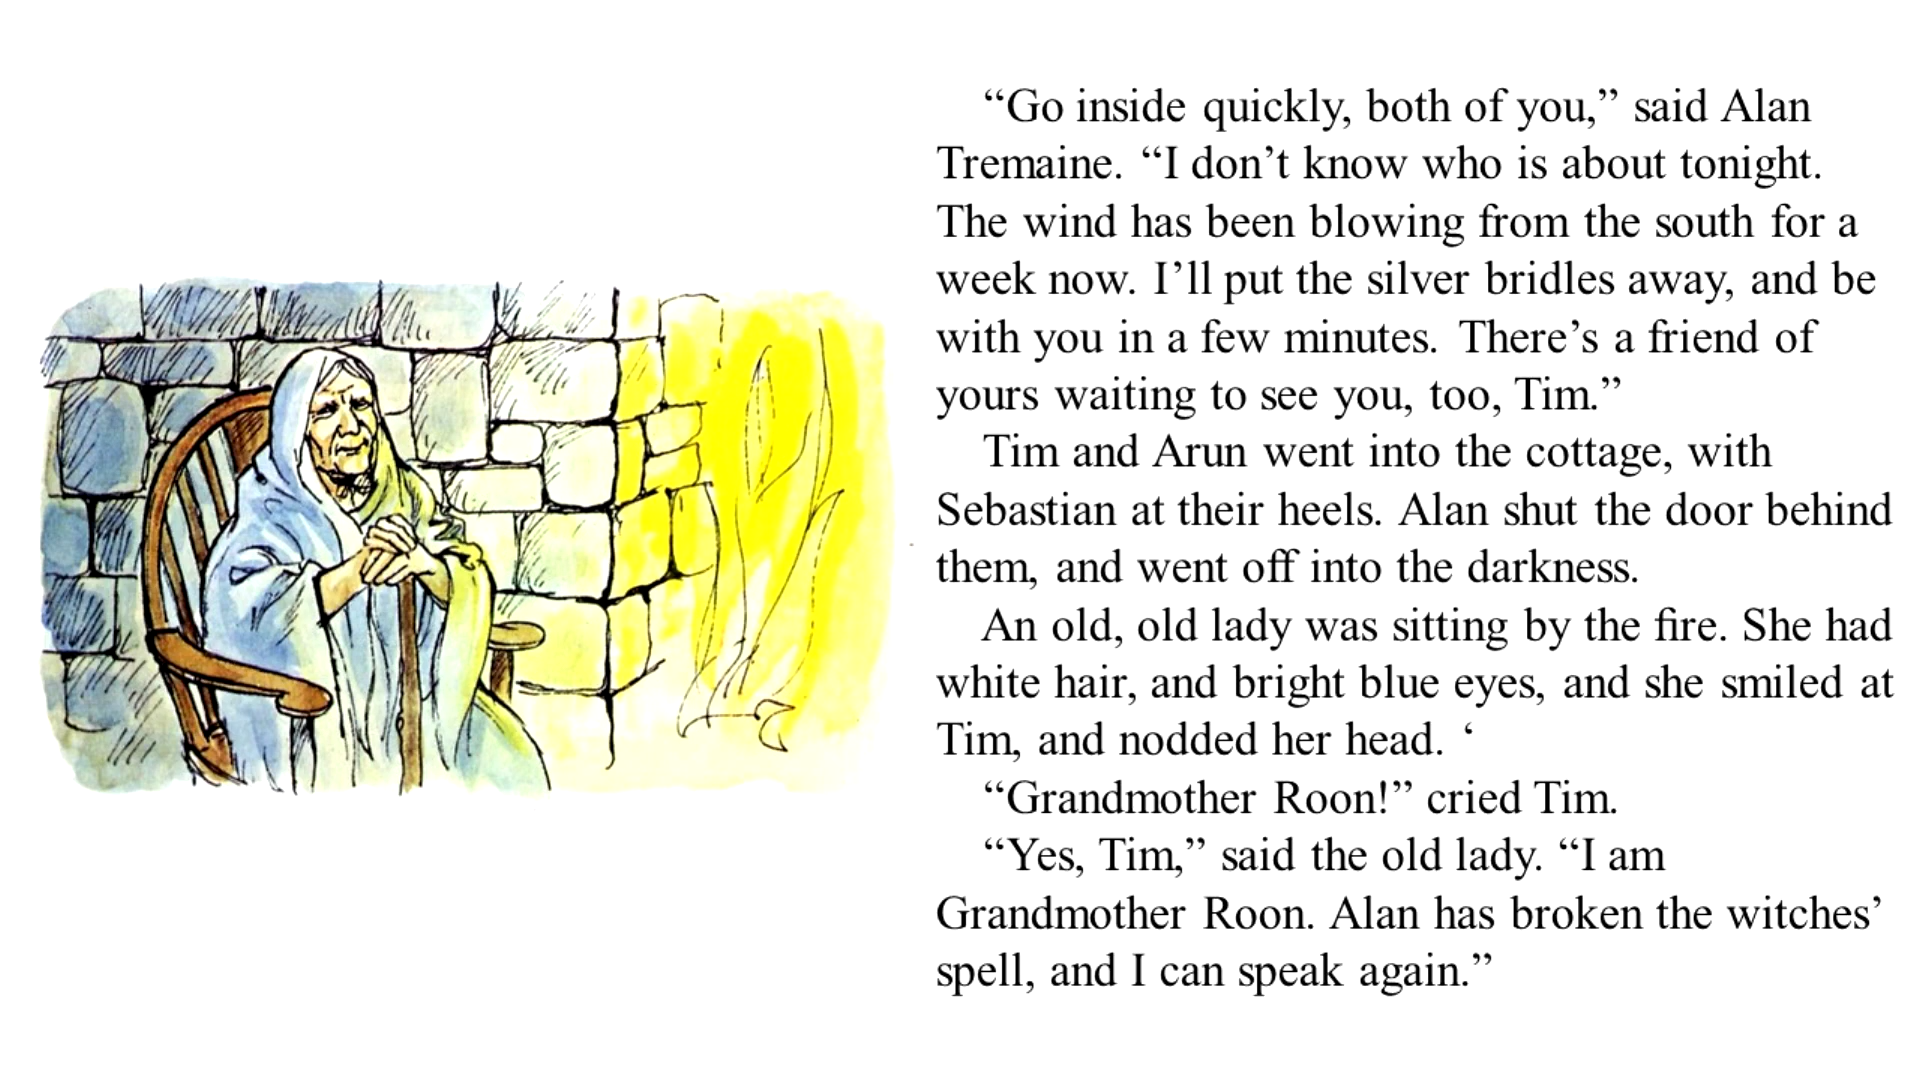 “Go inside quickly, both of you,” said Alan
Tremaine. “I don’t know who is about tonight.
The wind has been blowing from the south for a
week now. I’ll put the silver bridles away, and be
with you in a few minutes. There’s a friend of
yours waiting to see you, too, Tim.”
Tim and Arun went into the cottage, with
Sebastian at their heels. Alan shut the door behind
them, and went off into the darkness.
An old, old lady was sitting by the fire. She had
white hair, and bright blue eyes, and she smiled at
Tim, and nodded her head. ‘
“Grandmother Roon!” cried Tim.
“Yes, Tim,” said the old lady. “I am
Grandmother Roon. Alan has broken the witches’
spell, and I can speak again.”